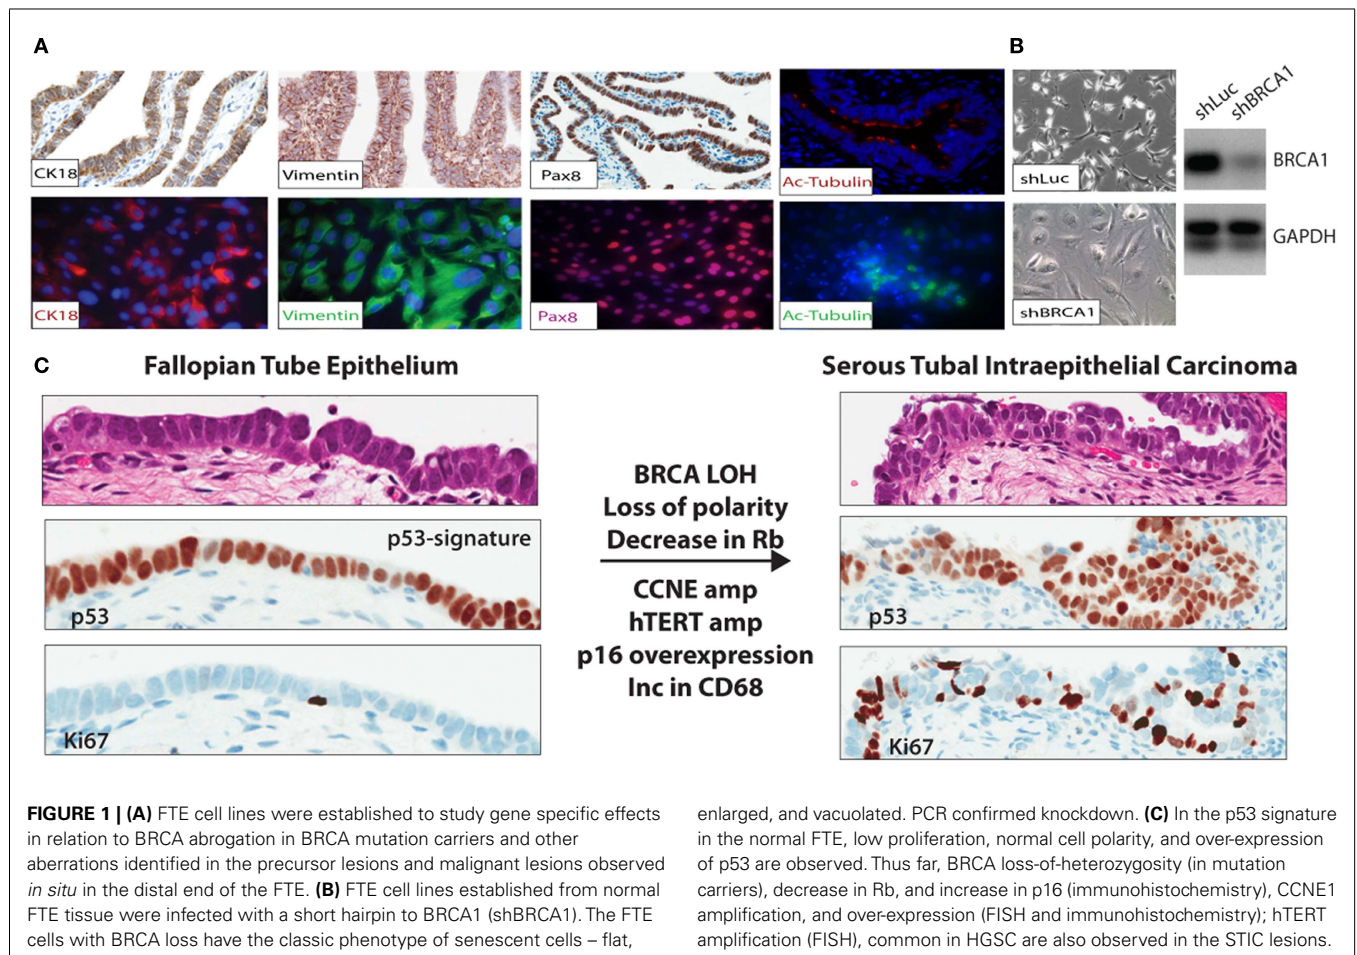 A
B
CK18
Vimentin
Pax8
Ac-Tubulin
shLuc
shLuc
shBRCA1
BRCA1
CK18
Vimentin
Pax8
Ac-Tubulin
shBRCA1
GAPDH
C
Fallopian Tube Epithelium
Serous Tubal Intraepithelial Carcinoma
p53-signature
p53
Ki67
BRCA LOH
Loss of polarity
Decrease in Rb
CCNE amp
hTERT amp
p16 overexpression
Inc in CD68
p53
Ki67
FIGURE 1 | (A) FTE cell lines were established to study gene specific effects
in relation to BRCA abrogation in BRCA mutation carriers and other
aberrations identified in the precursor lesions and malignant lesions observed
in situ in the distal end of the FTE. (B) FTE cell lines established from normal
FTE tissue were infected with a short hairpin to BRCA1 (shBRCA1). The FTE
cells with BRCA loss have the classic phenotype of senescent cells – flat,
enlarged, and vacuolated. PCR confirmed knockdown. (C) In the p53 signature
in the normal FTE, low proliferation, normal cell polarity, and over-expression
of p53 are observed. Thus far, BRCA loss-of-heterozygosity (in mutation
carriers), decrease in Rb, and increase in p16 (immunohistochemistry), CCNE1
amplification, and over-expression (FISH and immunohistochemistry); hTERT
amplification (FISH), common in HGSC are also observed in the STIC lesions.